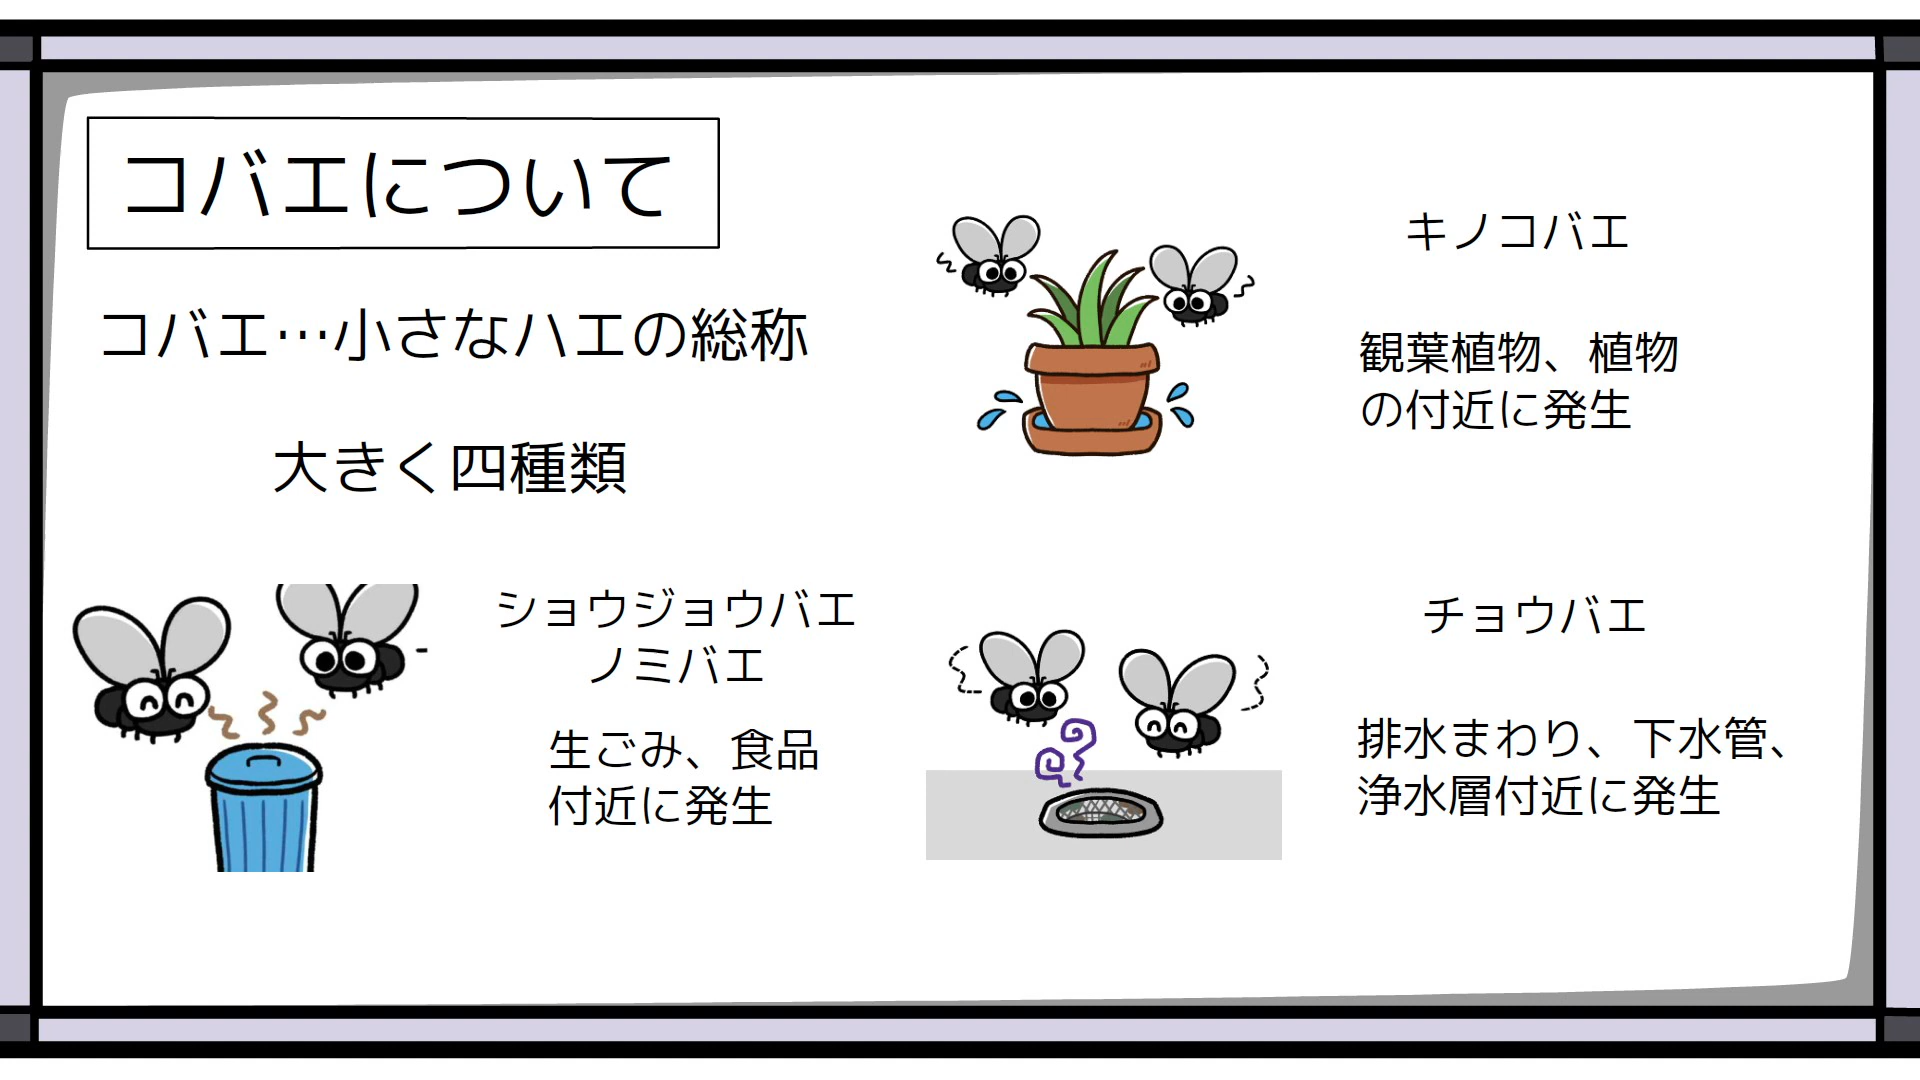 コバエについて
コバエ…小さなハエの総称
大きく四種類
ショウジョウバエ
ノミバエ
生ごみ、食品
付近に発生
キノコバエ
観葉植物、植物
の付近に発生
チョウバエ
排水まわり、下水管、
浄水層付近に発生